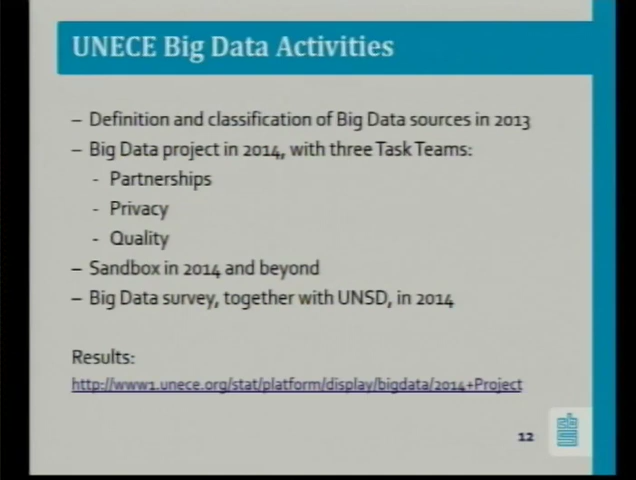 UNECE Big Data Activities
– Definition and classification of Big Data sources in 2013
– Big Data project in 2014, with three Task Teams:
- Partnerships
- Privacy
- Quality
– Sandbox in 2014 and beyond
– Big Data survey, together with UNSD, in 2014
Results:
http://www1.unece.org/stat/platform/display/bigdata/2014+Project
12